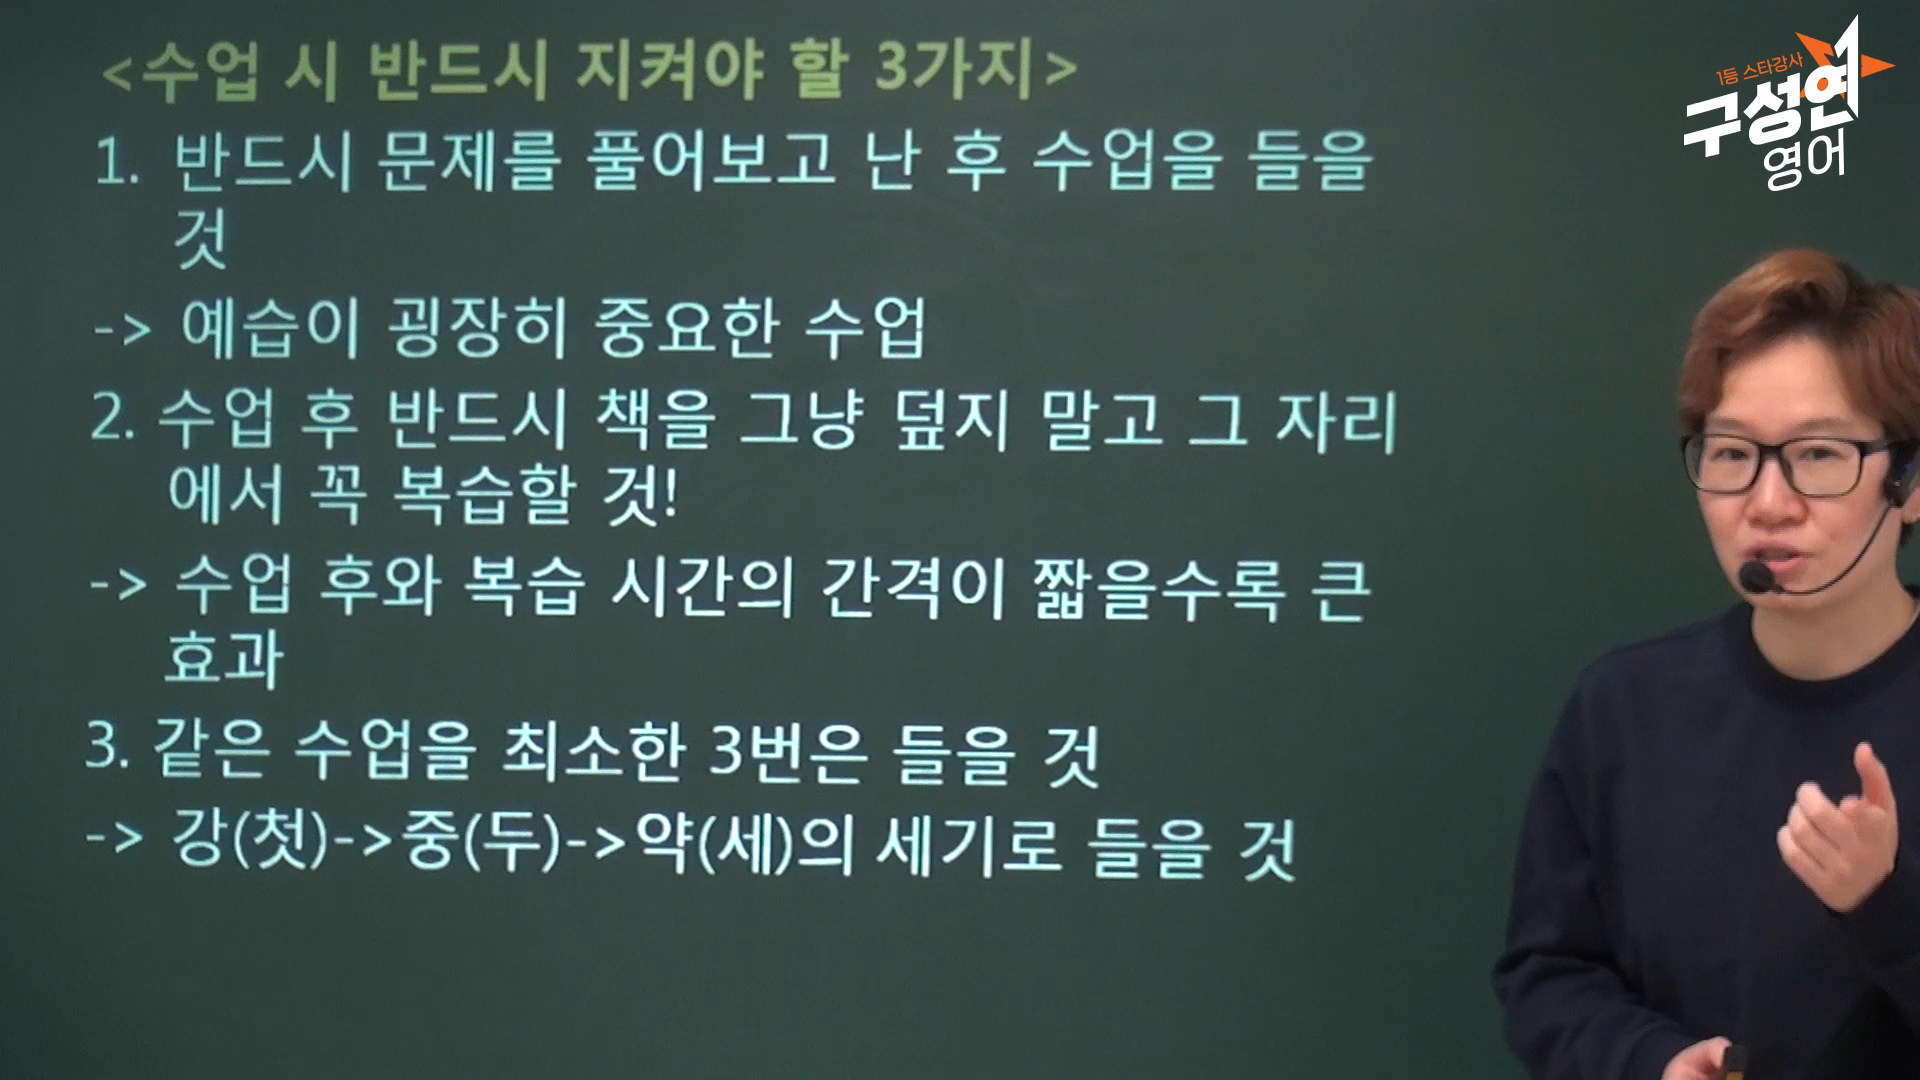 <수업 시 반드시 지켜야 할 3가지>
1. 반드시 문제를 풀어보고 난 후 수업을 들을
것
-> 예습이 굉장히 중요한 수업
2. 수업 후 반드시 책을 그냥 덮지 말고 그 자리
에서 꼭 복습할 것!
-> 수업 후와 복습 시간의 간격이 짧을수록 큰
효과
3. 같은 수업을 최소한 3번은 들을 것
-> 강(첫)->중(두)->약(세)의 세기로 들을 것
1등 스타강사
구성연
영어